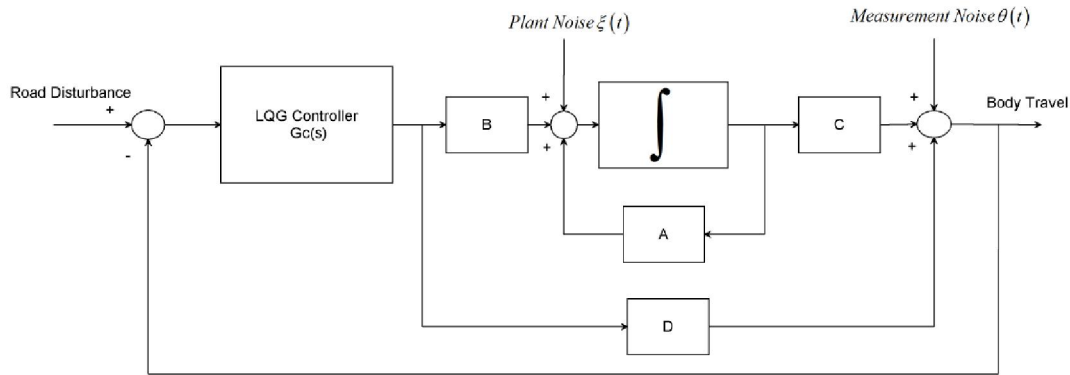 Plant Noise ξ(t)
Measurement Noise θ(t)
Road Disturbance
+
-
LQG Controller
Gc(s)
B
+
+
∫
C
+
+
Body Travel
A
D